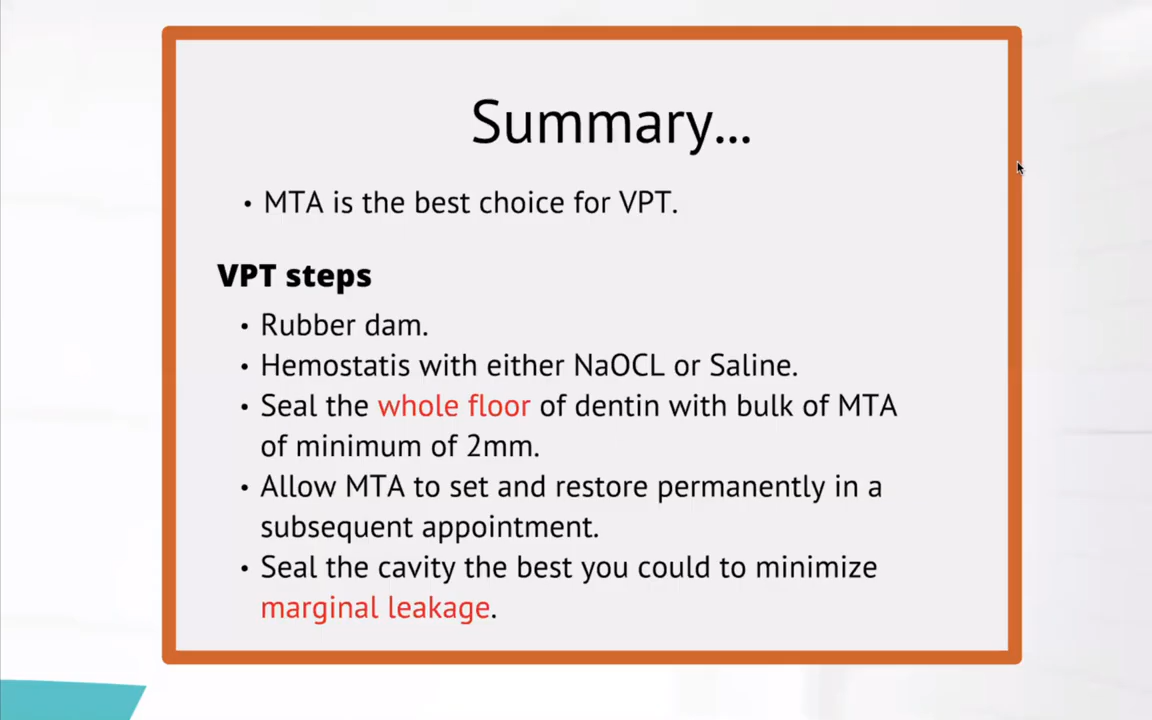 Summary...
• MTA is the best choice for VPT.
VPT steps
• Rubber dam.
• Hemostatis with either NaOCL or Saline.
• Seal the whole floor of dentin with bulk of MTA
of minimum of 2mm.
• Allow MTA to set and restore permanently in a
subsequent appointment.
• Seal the cavity the best you could to minimize
marginal leakage.